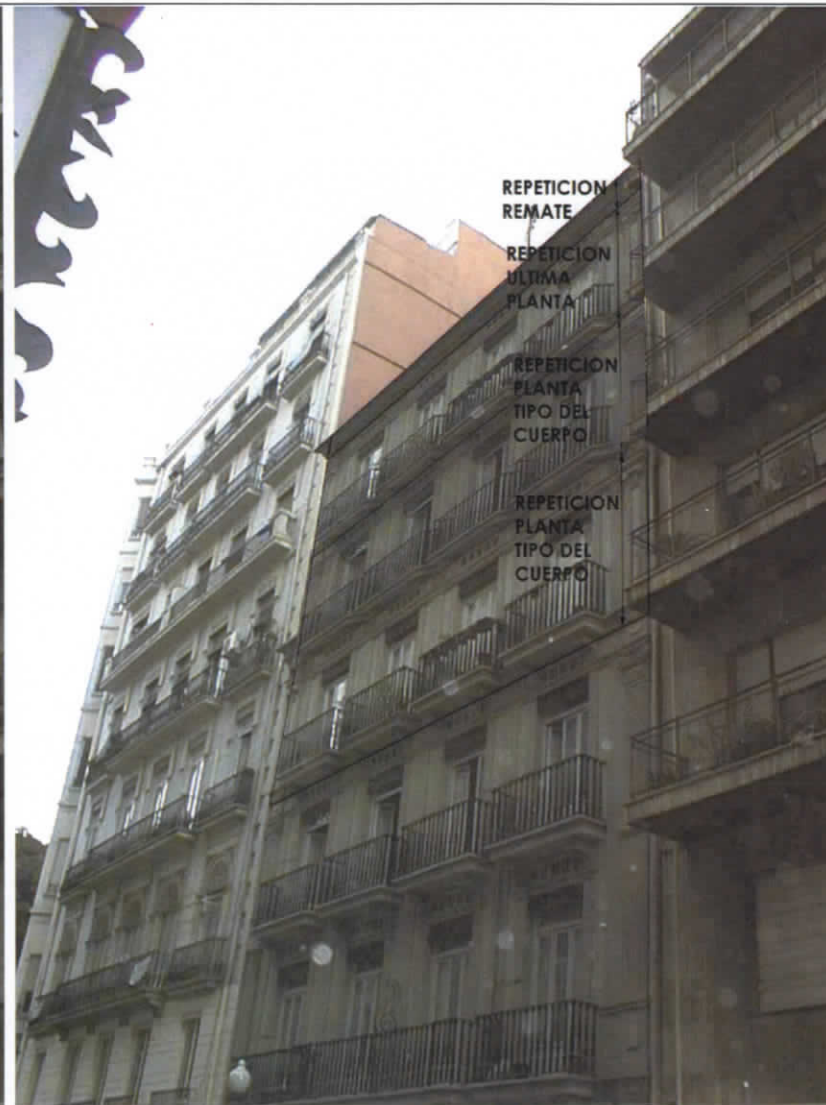 REPETICION
REMATE
REPETICION
ULTIMA
PLANTA
REPETICION
PLANTA
TIPO DEL
CUERPO
REPETICION
PLANTA
TIPO DEL
CUERPO